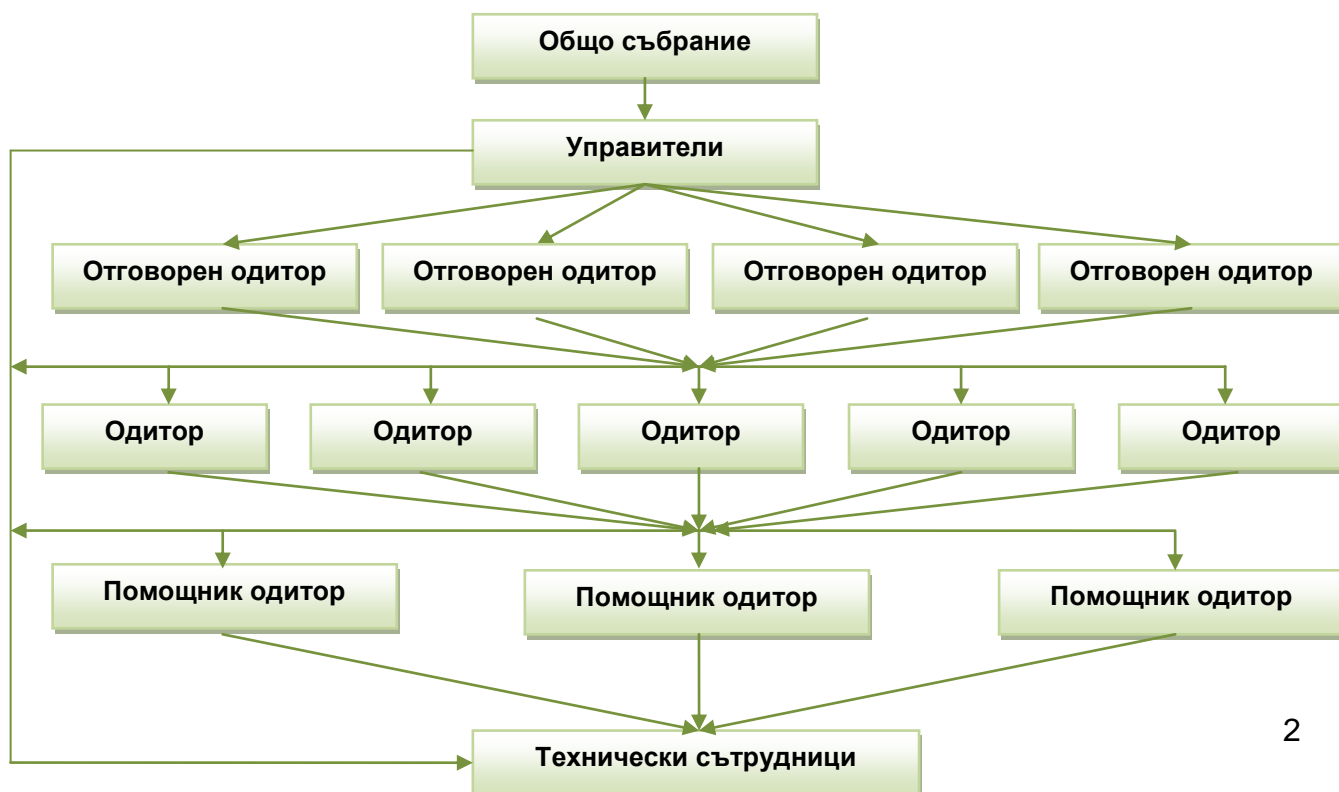 Общо събрание
Управители
Отговорен одитор
Отговорен одитор
Отговорен одитор
Отговорен одитор
Одитор
Одитор
Одитор
Одитор
Одитор
Помощник одитор
Помощник одитор
Помощник одитор
Технически сътрудници
2